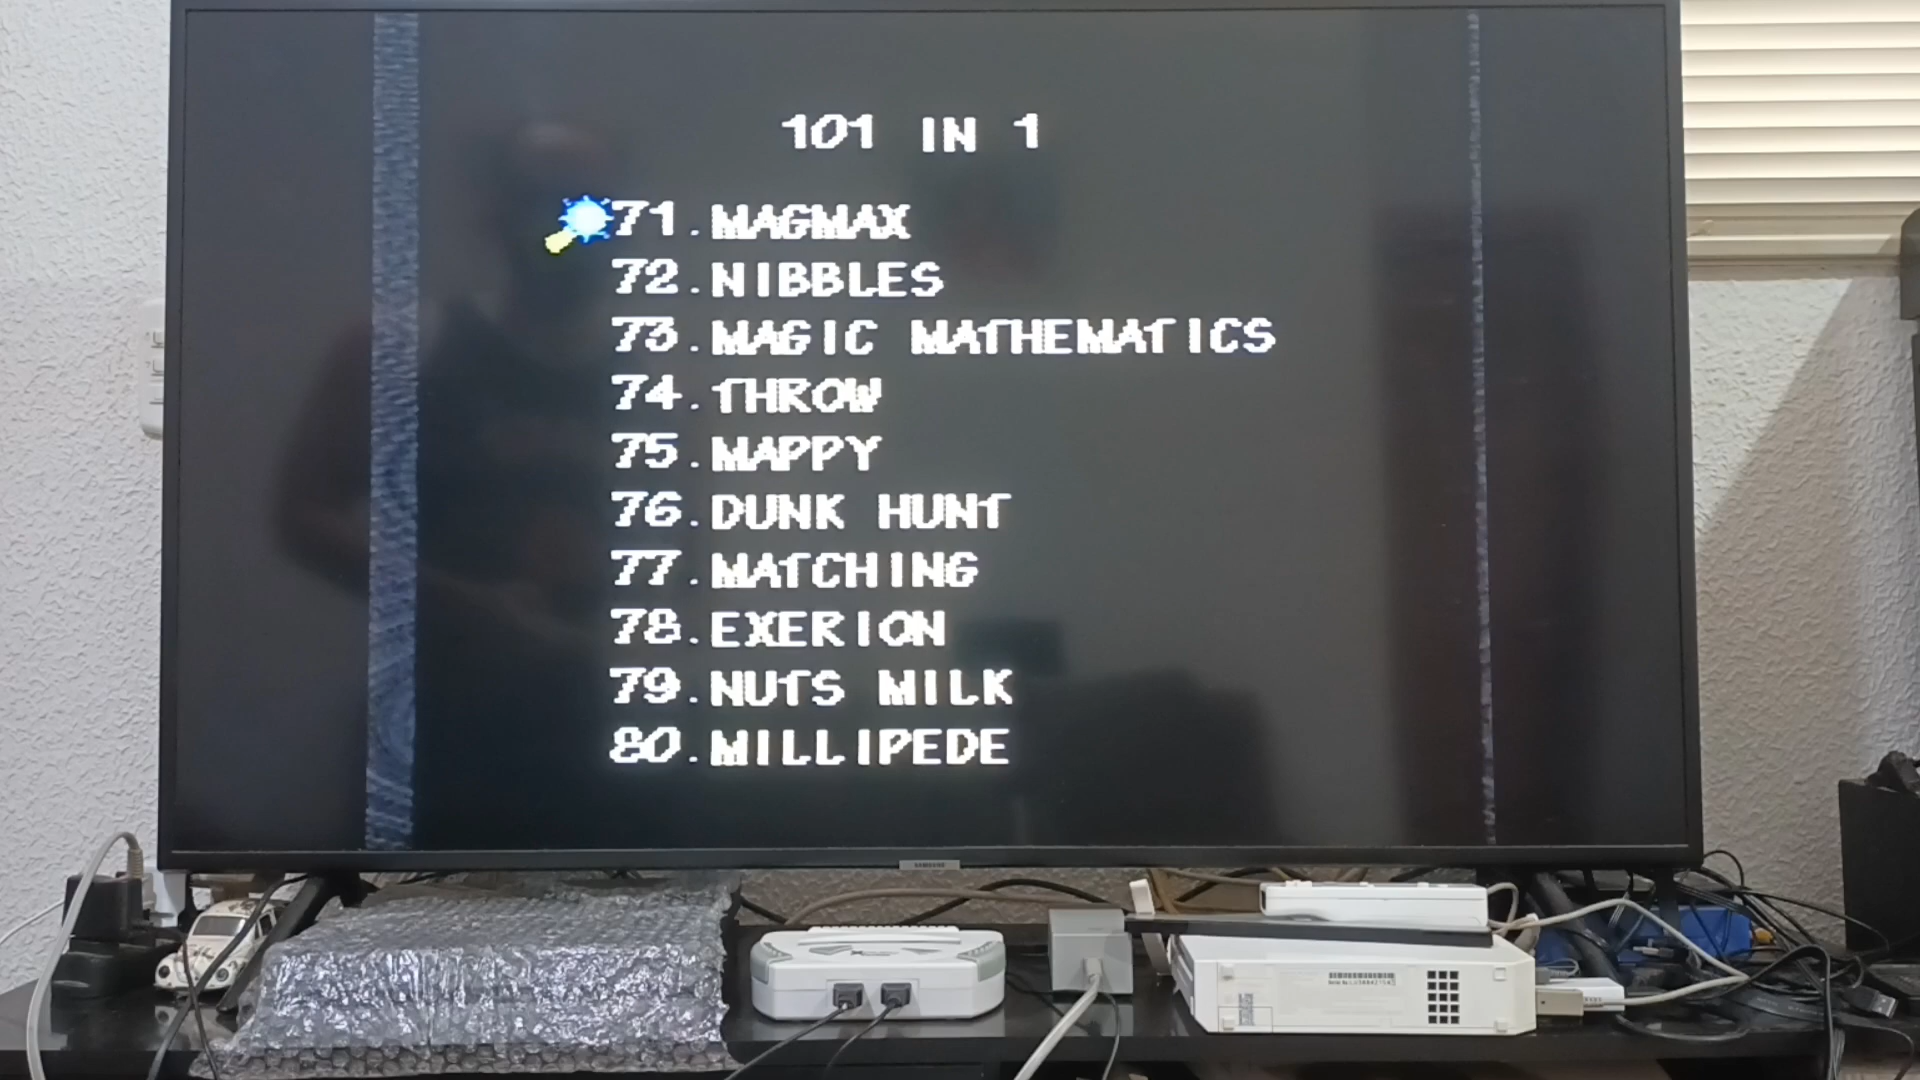 101 IN 1
71.MAGMAX
72.NIBBLES
73.MAGIC MATHEMATICS
74.THROW
75.MAPPY
76.DUNK HUNT
77.MATCHING
78.EXERION
79.NUTS MILK
80.MILLIPEDE
SAMSUNG